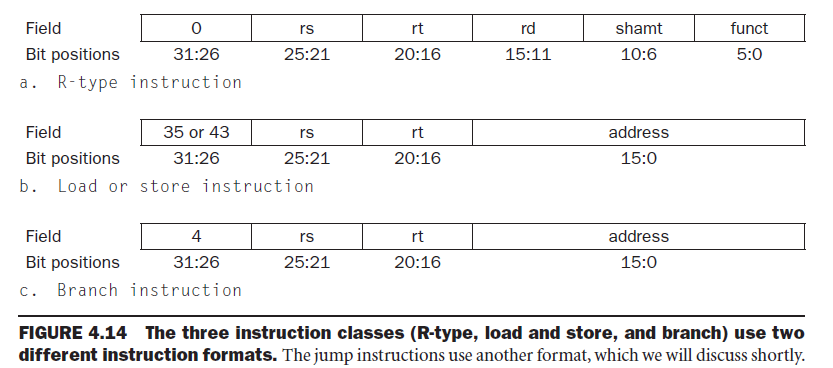 Field 0 rs rt rd shamt funct
Bit positions 31:26 25:21 20:16 15:11 10:6 5:0
a. R-type instruction
Field 35 or 43 rs rt address
Bit positions 31:26 25:21 20:16 15:0
b. Load or store instruction
Field 4 rs rt address
Bit positions 31:26 25:21 20:16 15:0
c. Branch instruction
FIGURE 4.14 The three instruction classes (R-type, load and store, and branch) use two
different instruction formats. The jump instructions use another format, which we will discuss shortly.